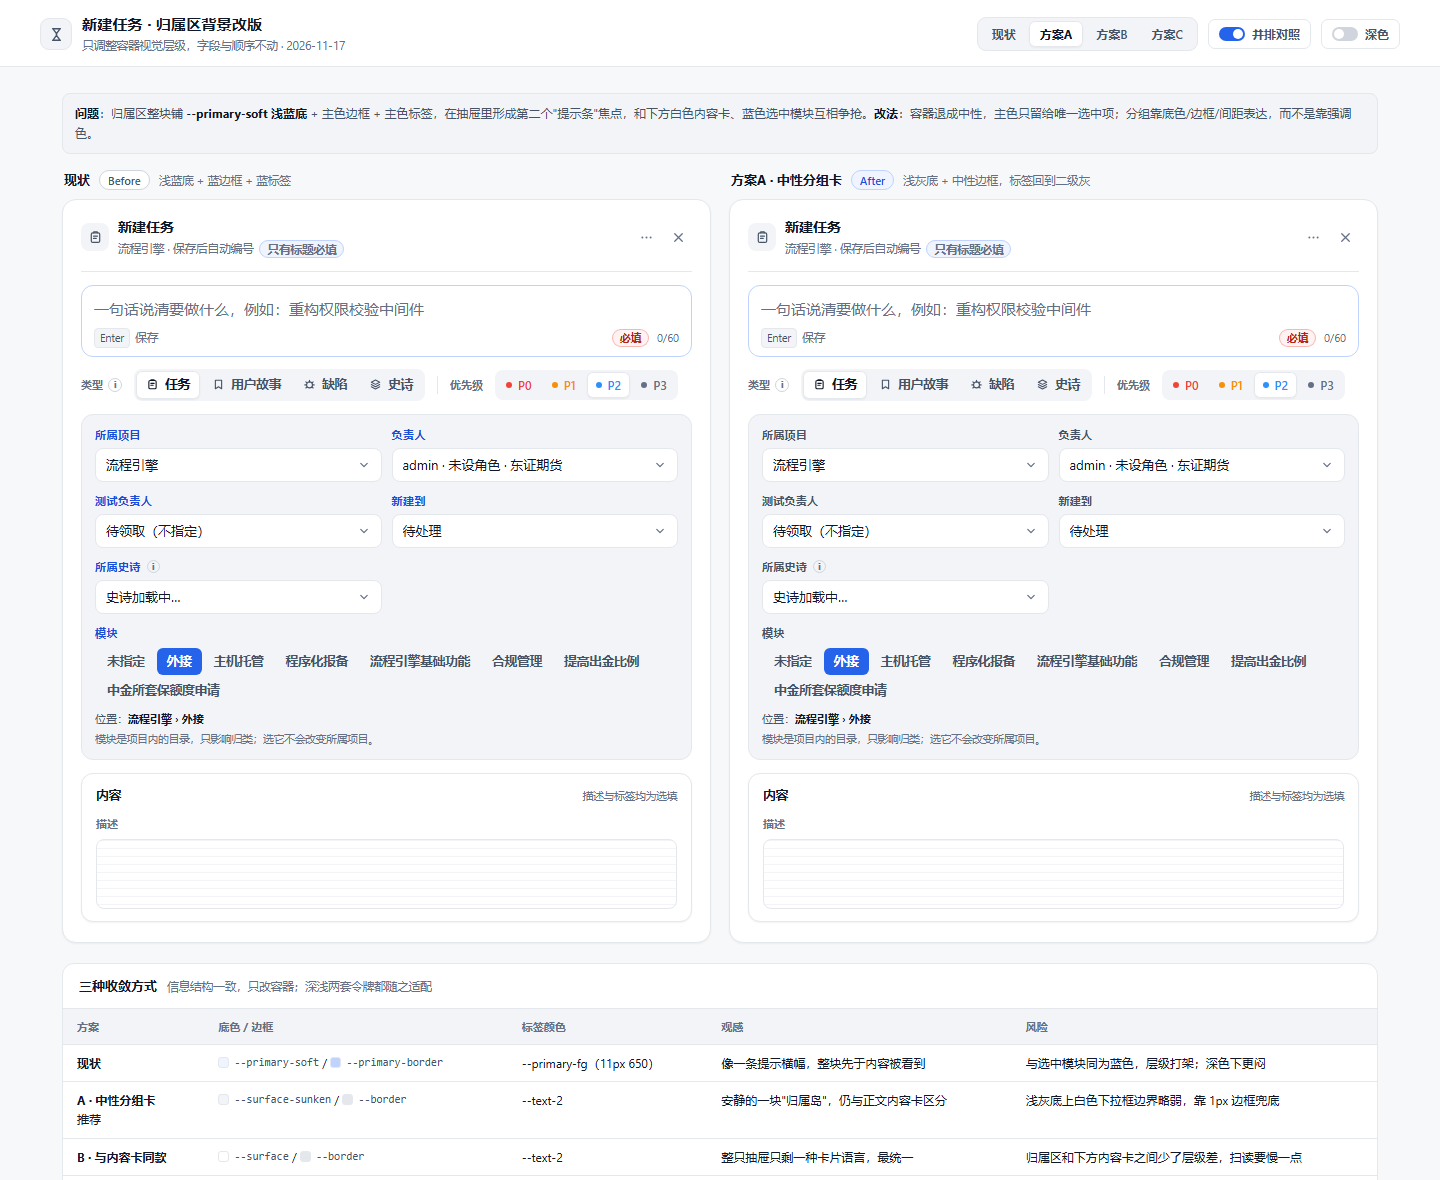 新建任务 · 归属区背景改版
只调整容器视觉层级，字段与顺序不动 · 2026-11-17
现状 方案A 方案B 方案C 并排对照 深色
问题：归属区整块铺 --primary-soft 浅蓝底 + 主色边框 + 主色标签，在抽屉里形成第二个"提示条"焦点，和下方白色内容卡、蓝色选中模块互相争抢。改法：容器退成中性，主色只留给唯一选中项；分组靠底色/边框/间距表达，而不是靠强调
色。
现状 Before 浅蓝底 + 蓝边框 + 蓝标签
新建任务
流程引擎 · 保存后自动编号 只有标题必填
一句话说清要做什么，例如：重构权限校验中间件
Enter 保存 必填 0/60
类型 任务 用户故事 缺陷 史诗 优先级 P0 P1 P2 P3
所属项目 负责人
流程引擎 admin · 未设角色 · 东证期货
测试负责人 新建到
待领取（不指定） 待处理
所属史诗
史诗加载中...
模块
未指定 外接 主机托管 程序化报备 流程引擎基础功能 合规管理 提高出金比例
中金所套保额度申请
位置：流程引擎 › 外接
模块是项目内的目录，只影响归类；选它不会改变所属项目。
内容 描述与标签均为选填
描述
方案A · 中性分组卡 After 浅灰底 + 中性边框，标签回到二级灰
新建任务
流程引擎 · 保存后自动编号 只有标题必填
一句话说清要做什么，例如：重构权限校验中间件
Enter 保存 必填 0/60
类型 任务 用户故事 缺陷 史诗 优先级 P0 P1 P2 P3
所属项目 负责人
流程引擎 admin · 未设角色 · 东证期货
测试负责人 新建到
待领取（不指定） 待处理
所属史诗
史诗加载中...
模块
未指定 外接 主机托管 程序化报备 流程引擎基础功能 合规管理 提高出金比例
中金所套保额度申请
位置：流程引擎 › 外接
模块是项目内的目录，只影响归类；选它不会改变所属项目。
内容 描述与标签均为选填
描述
三种收敛方式 信息结构一致，只改容器；深浅两套令牌都随之适配
方案 底色 / 边框 标签颜色 观感 风险
现状 --primary-soft / --primary-border --primary-fg（11px 650） 像一条提示横幅，整块先于内容被看到 与选中模块同为蓝色，层级打架；深色下更闷
A · 中性分组卡 --surface-sunken / --border --text-2 安静的一块"归属岛"，仍与正文内容卡区分 浅灰底上白色下拉框边界略弱，靠 1px 边框兜底
推荐
B · 与内容卡同款 --surface / --border --text-2 整只抽屉只剩一种卡片语言，最统一 归属区和下方内容卡之间少了层级差，扫读要慢一点